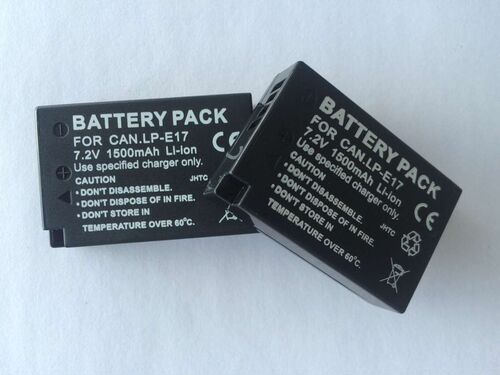 BATTERY PACK
FOR CAN.LP-E17
7.2V 1500mAh Li-Ion
Use specified charger only.
CAUTION JHTC
• DON'T DISASSEMBLE.
• DON'T DISPOSE OF IN FIRE.
• DON'T STORE IN
TEMPERATURE OVER 60°C.
CE
BATTERY PACK
FOR CAN.LP-E17
7.2V 1500mAh Li-Ion
Use specified charger only.
CAUTION JHTC
• DON'T DISASSEMBLE.
• DON'T DISPOSE OF IN FIRE.
• DON'T STORE IN
TEMPERATURE OVER 60°C.
CE